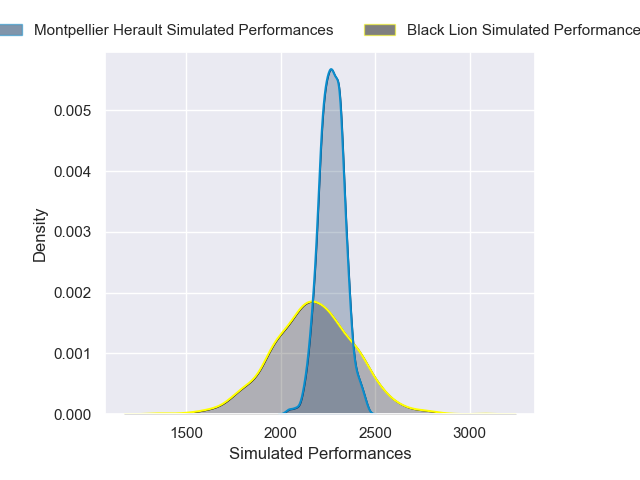 Montpellier Herault Simulated Performances
Black Lion Simulated Performance
0.005
0.004
0.003
0.002
0.001
0.000
Density
1500
2000
2500
3000
Simulated Performances